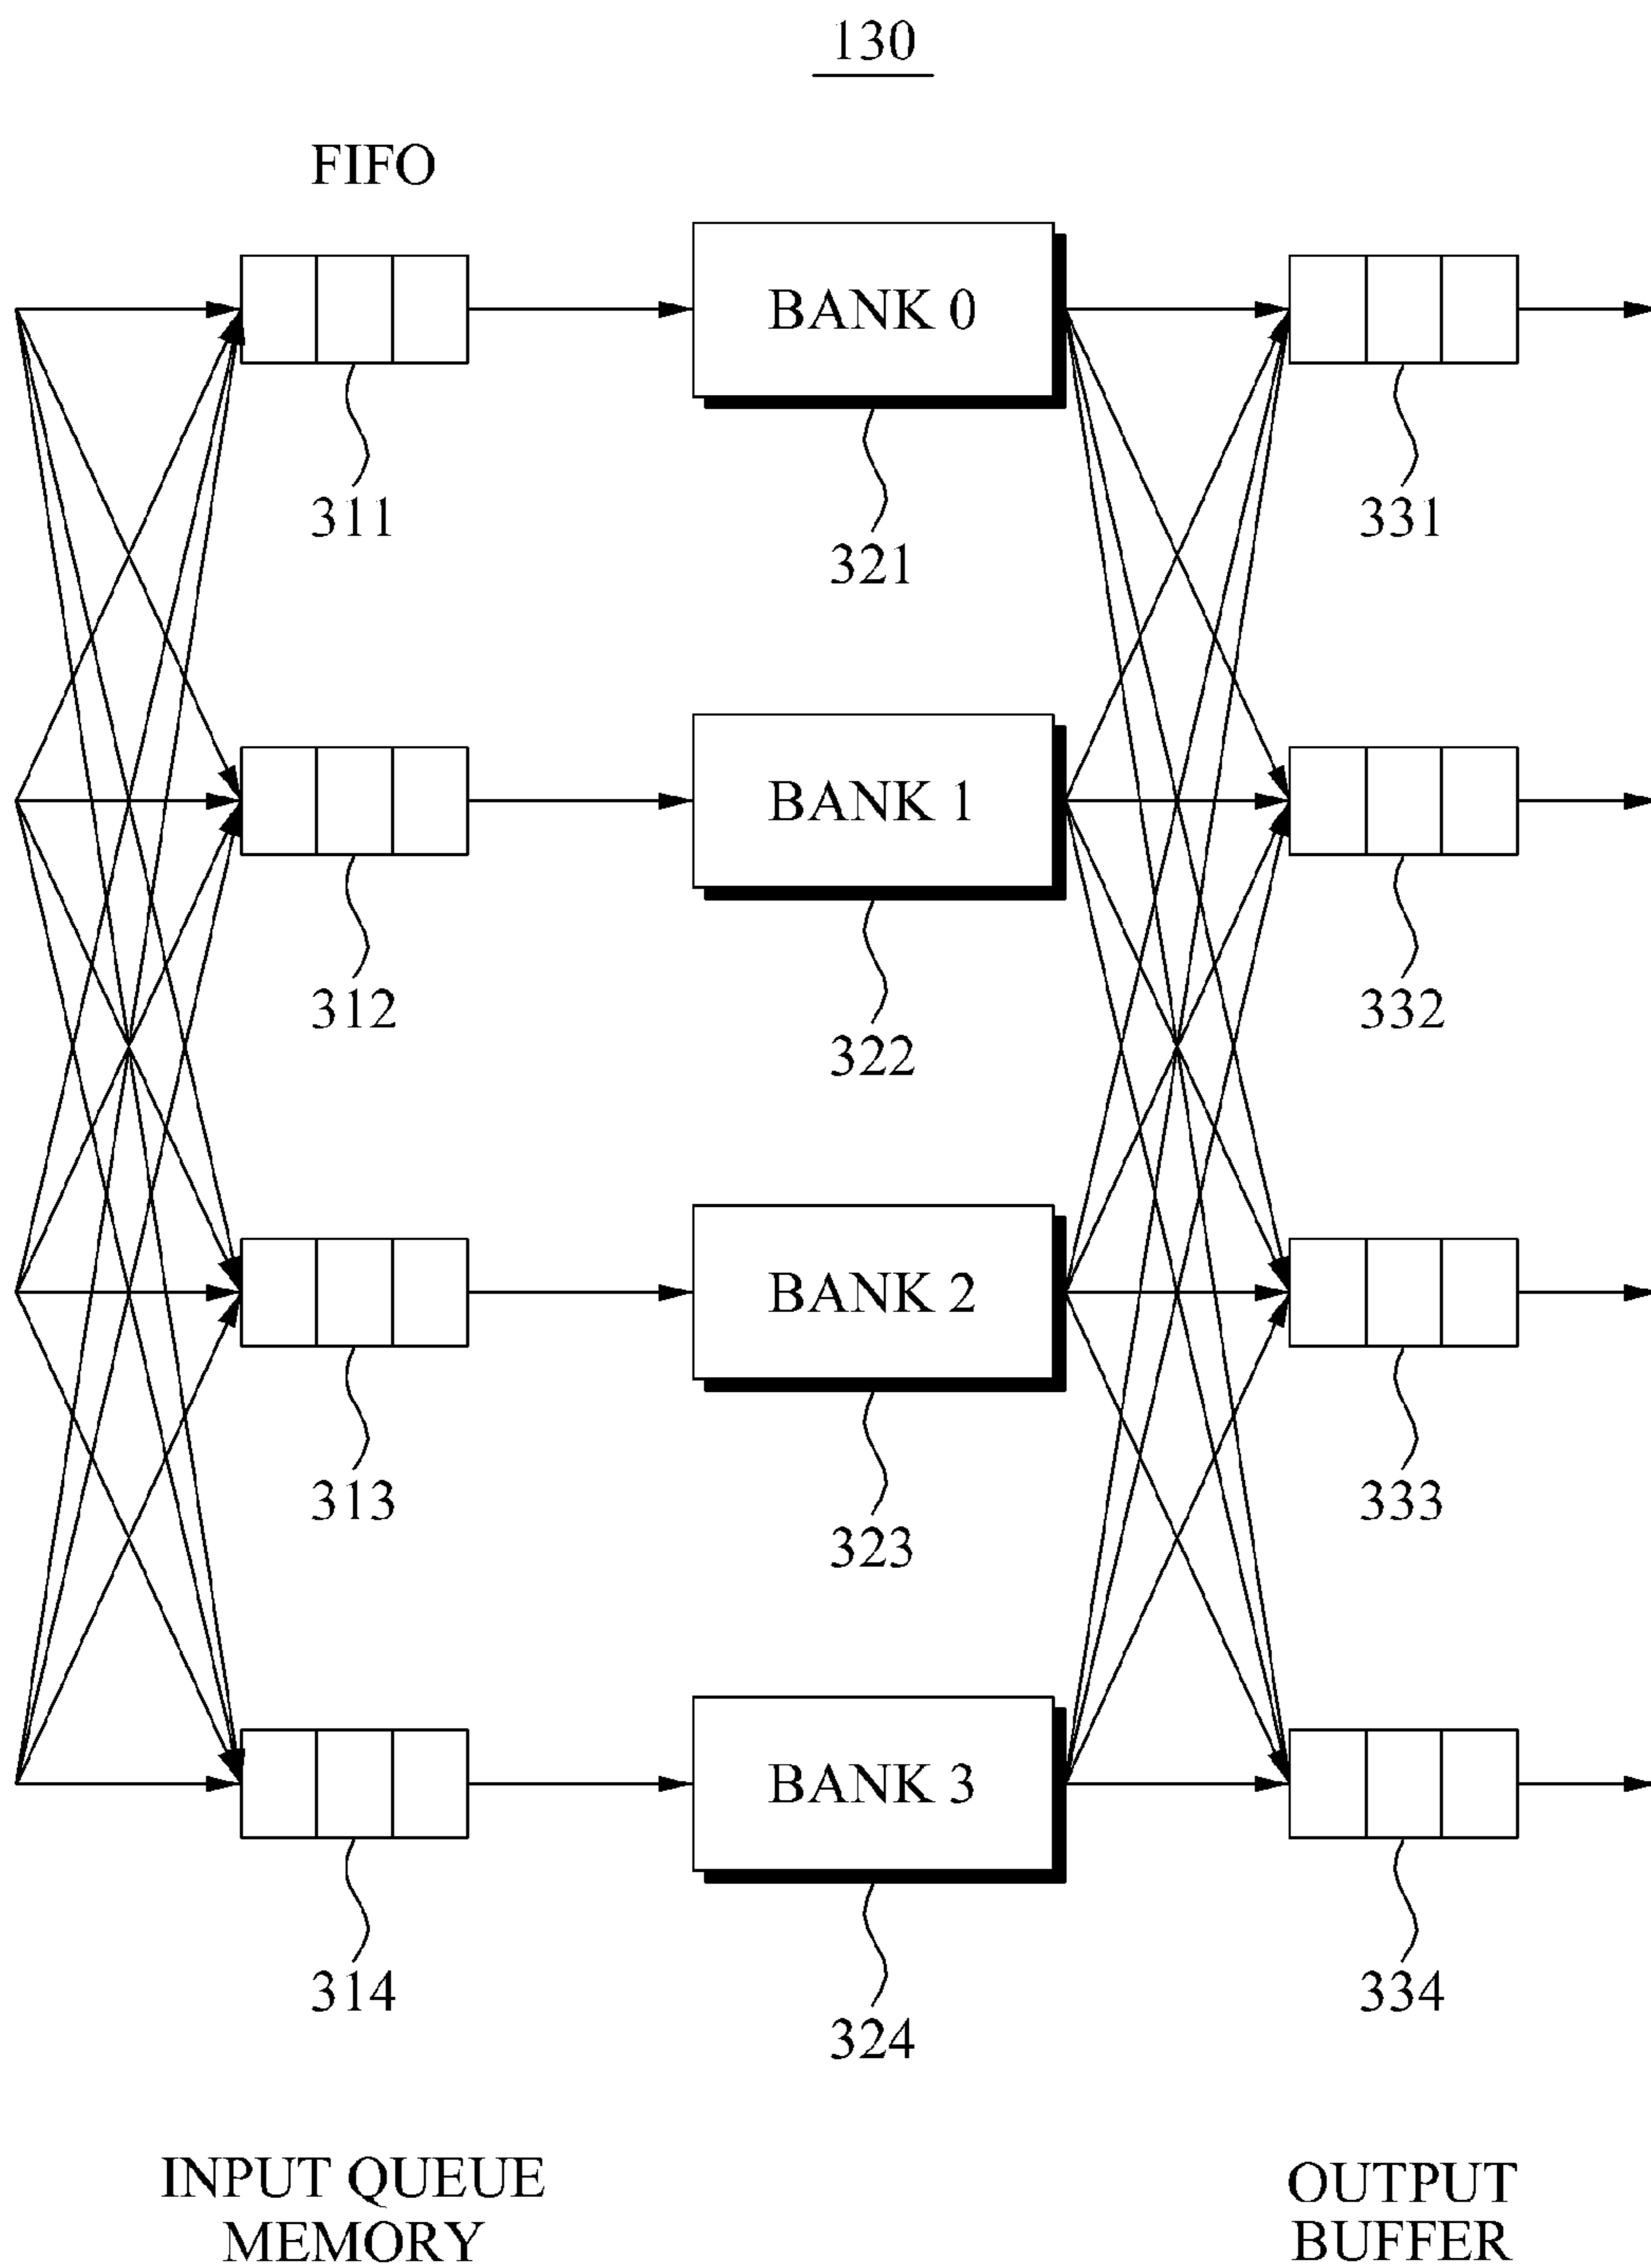 130
FIFO
BANK 0
311
331
321
BANK 1
312
332
322
BANK 2
313
333
323
BANK 3
314
334
324
INPUT QUEUE
MEMORY
OUTPUT
BUFFER